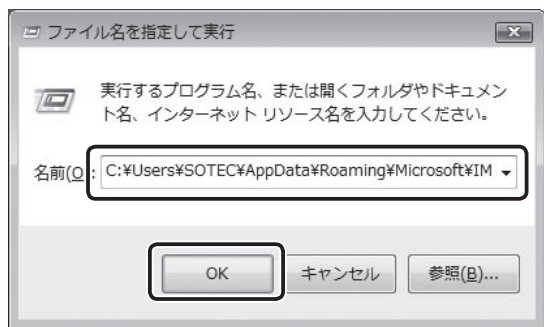 ファイル名を指定して実行
実行するプログラム名、または開くフォルダやドキュメン
ト名、インターネット リソース名を入力してください。
名前(O): C:¥Users¥SOTEC¥AppData¥Roaming¥Microsoft¥IM
OK キャンセル 参照(B)...